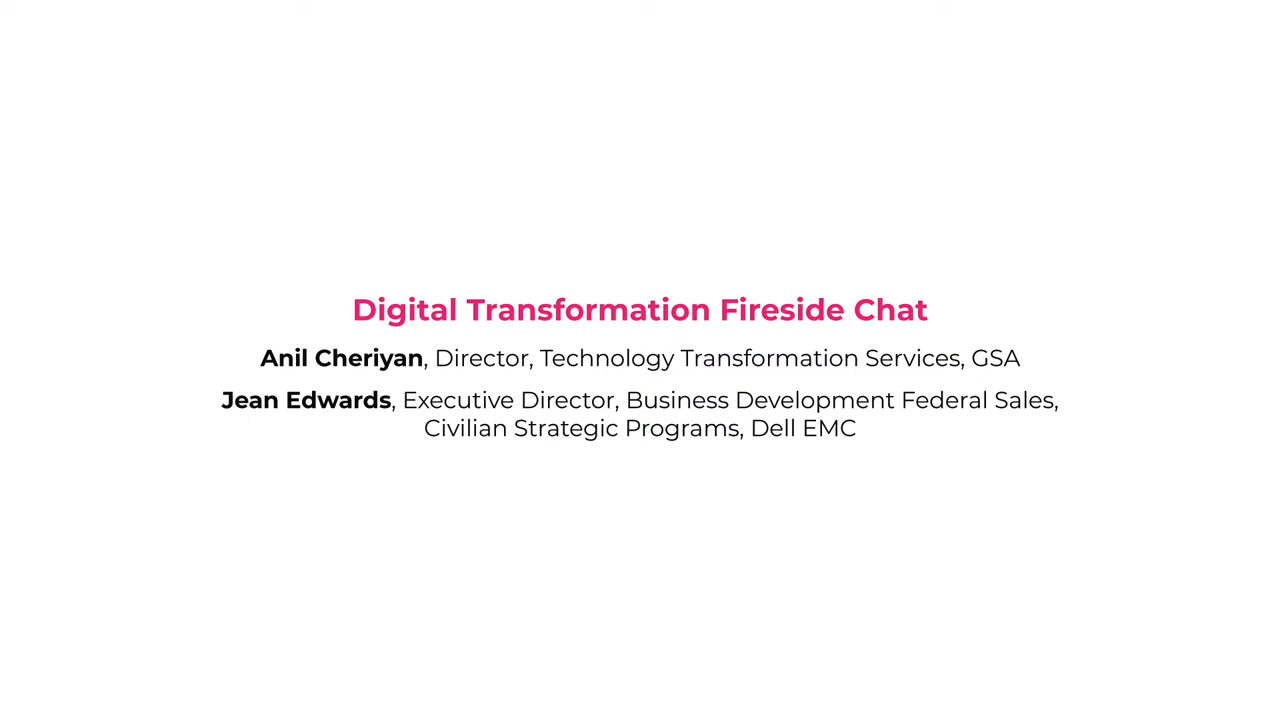 Digital Transformation Fireside Chat
Anil Cheriyan, Director, Technology Transformation Services, GSA
Jean Edwards, Executive Director, Business Development Federal Sales,
Civilian Strategic Programs, Dell EMC